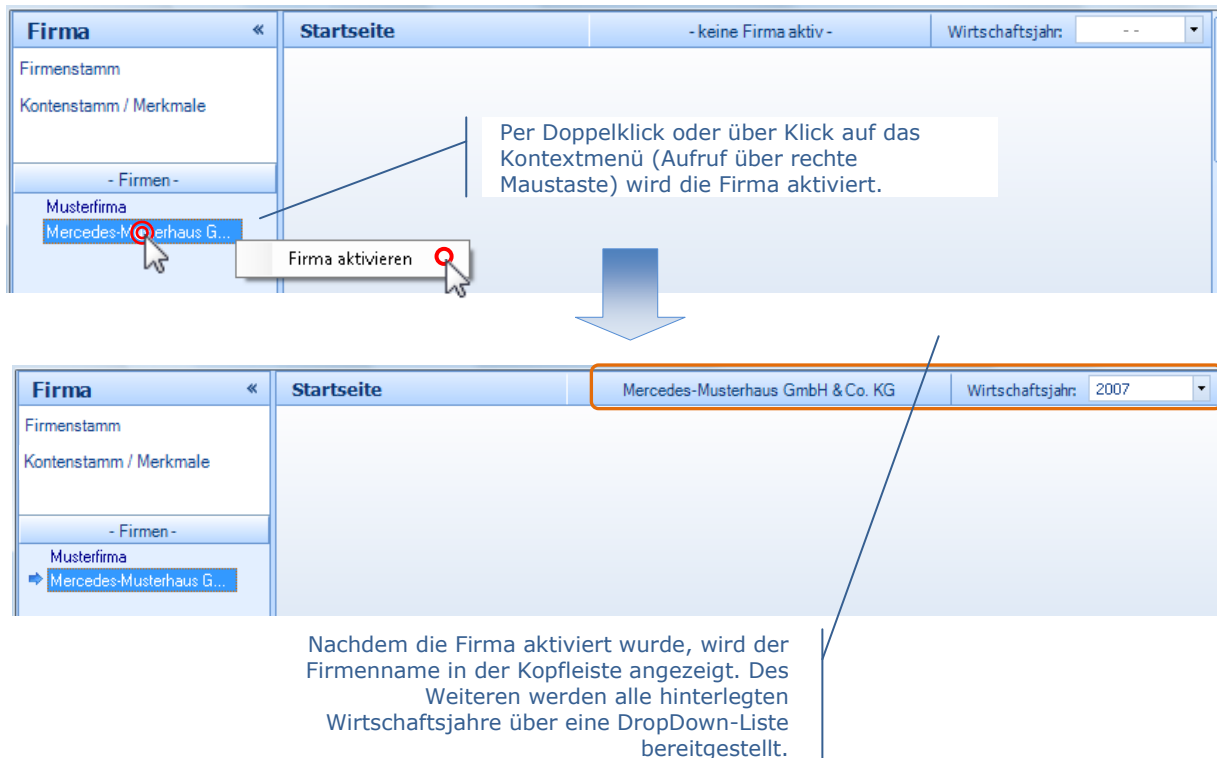 Firma « Startseite - keine Firma aktiv - Wirtschaftsjahr: - -
Firmenstamm
Kontenstamm / Merkmale
Per Doppelklick oder über Klick auf das
Kontextmenü (Aufruf über rechte
Maustaste) wird die Firma aktiviert.
- Firmen -
Musterfirma
Mercedes-Musterhaus G...
Firma aktivieren
Firma « Startseite Mercedes-Musterhaus GmbH & Co. KG Wirtschaftsjahr: 2007
Firmenstamm
Kontenstamm / Merkmale
- Firmen -
Musterfirma
Mercedes-Musterhaus G...
Nachdem die Firma aktiviert wurde, wird der
Firmenname in der Kopfleiste angezeigt. Des
Weiteren werden alle hinterlegten
Wirtschaftsjahre über eine DropDown-Liste
bereitgestellt.